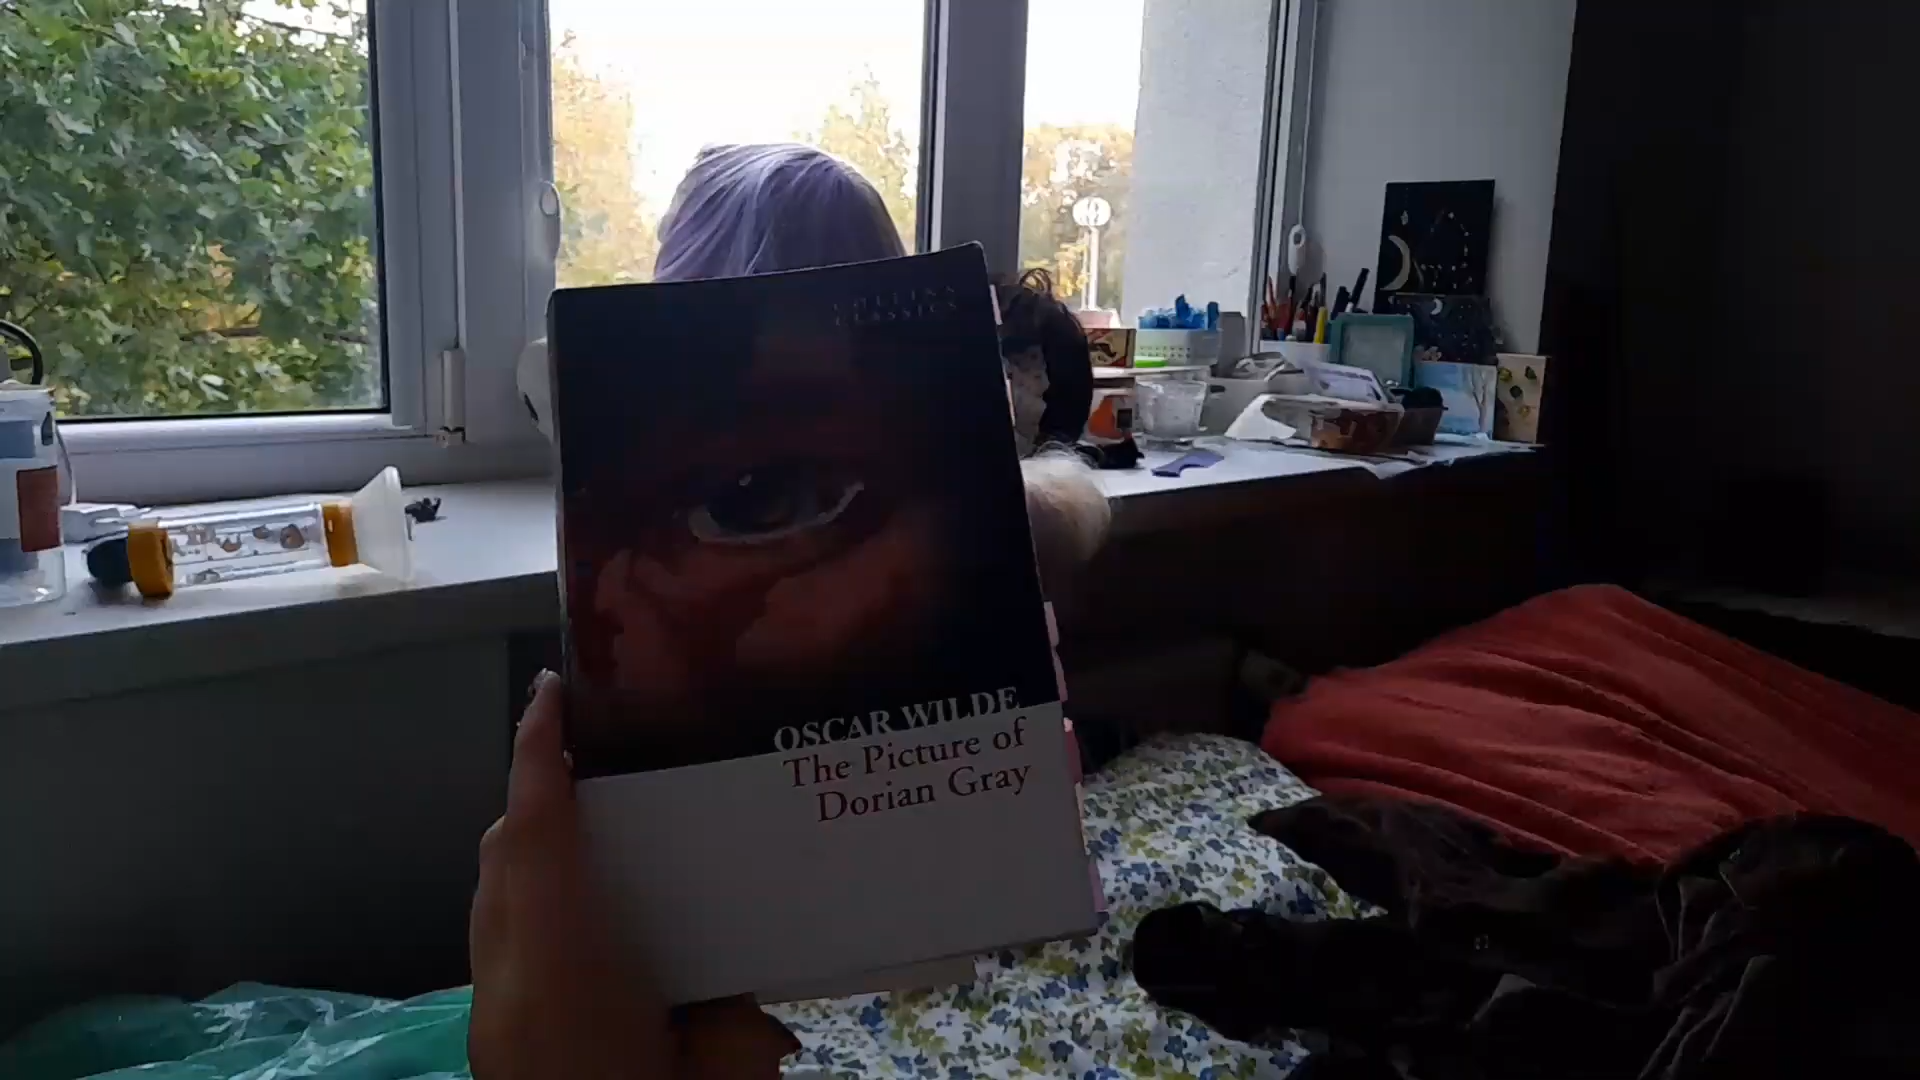 COLLINS
CLASSICS
OSCAR WILDE
The Picture of
Dorian Gray